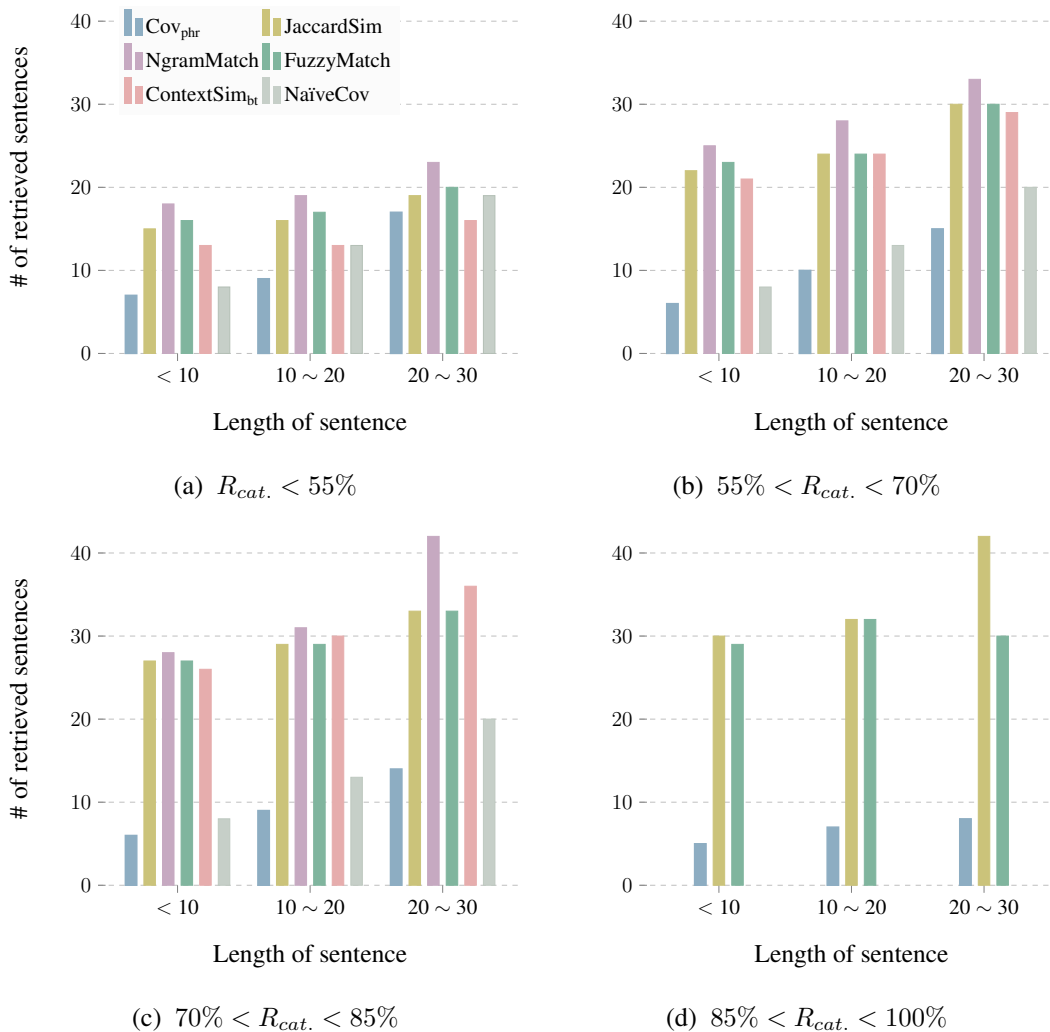 Cov_phr JaccardSim
NgramMatch FuzzyMatch
ContextSim_bt NaïveCov
# of retrieved sentences
40
30
20
10
0
< 10 10 ∼ 20 20 ∼ 30
Length of sentence
(a) R_cat. < 55%
40
30
20
10
0
< 10 10 ∼ 20 20 ∼ 30
Length of sentence
(b) 55% < R_cat. < 70%
# of retrieved sentences
40
30
20
10
0
< 10 10 ∼ 20 20 ∼ 30
Length of sentence
(c) 70% < R_cat. < 85%
40
30
20
10
0
< 10 10 ∼ 20 20 ∼ 30
Length of sentence
(d) 85% < R_cat. < 100%